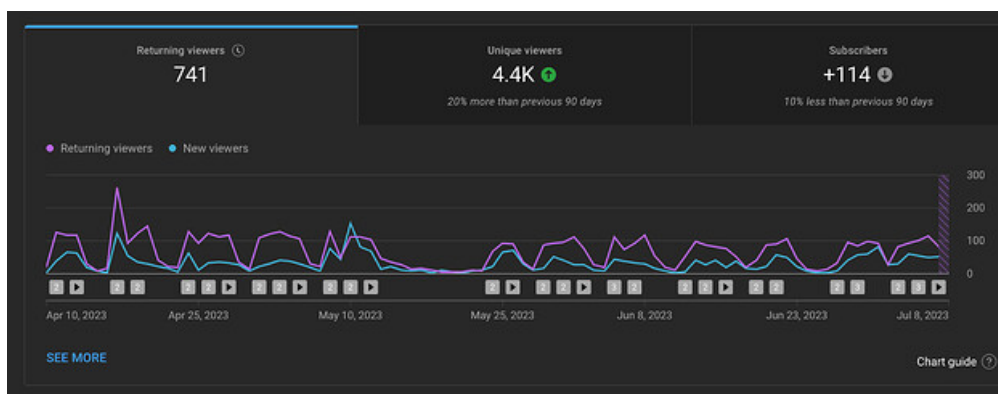 Returning viewers
741
Unique viewers
4.4K
20% more than previous 90 days
Subscribers
+114
10% less than previous 90 days
Returning viewers New viewers
300
200
100
0
2 2 2 2 2 2 2 2 2 2 2 2 2 2 3 2 2 2 2 2 2 3 2 3
Apr 10, 2023 Apr 25, 2023 May 10, 2023 May 25, 2023 Jun 8, 2023 Jun 23, 2023 Jul 8, 2023
SEE MORE
Chart guide ?